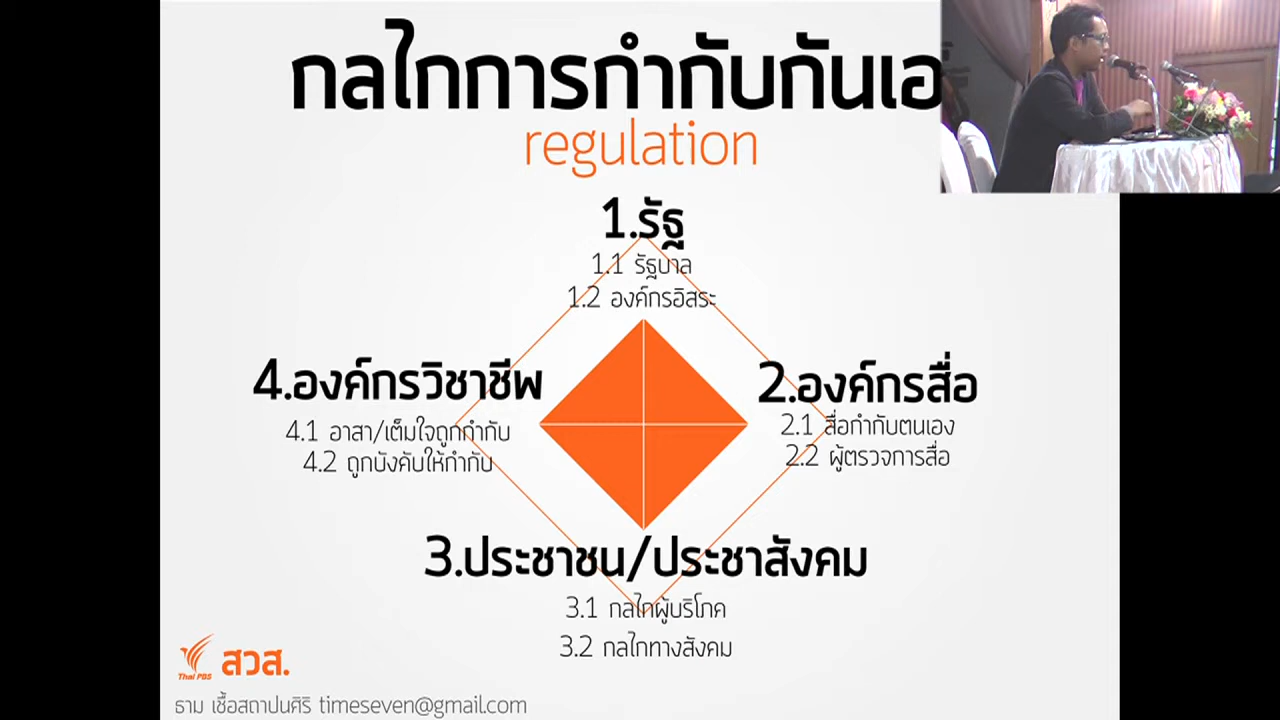 กลไกการกำกับกันเอ
regulation
1.รัฐ
1.1 รัฐบาล
1.2 องค์กรอิสระ
4.องค์กรวิชาชีพ
4.1 อาสา/เต็มใจถูกกำกับ
4.2 ถูกบังคับให้กำกับ
2.องค์กรสื่อ
2.1 สื่อกำกับตนเอง
2.2 ผู้ตรวจการสื่อ
3.ประชาชน/ประชาสังคม
3.1 กลไกผู้บริโภค
3.2 กลไกทางสังคม
Thai PBS สวส.
ธาม เชื้อสถาปนศิริ timeseven@gmail.com